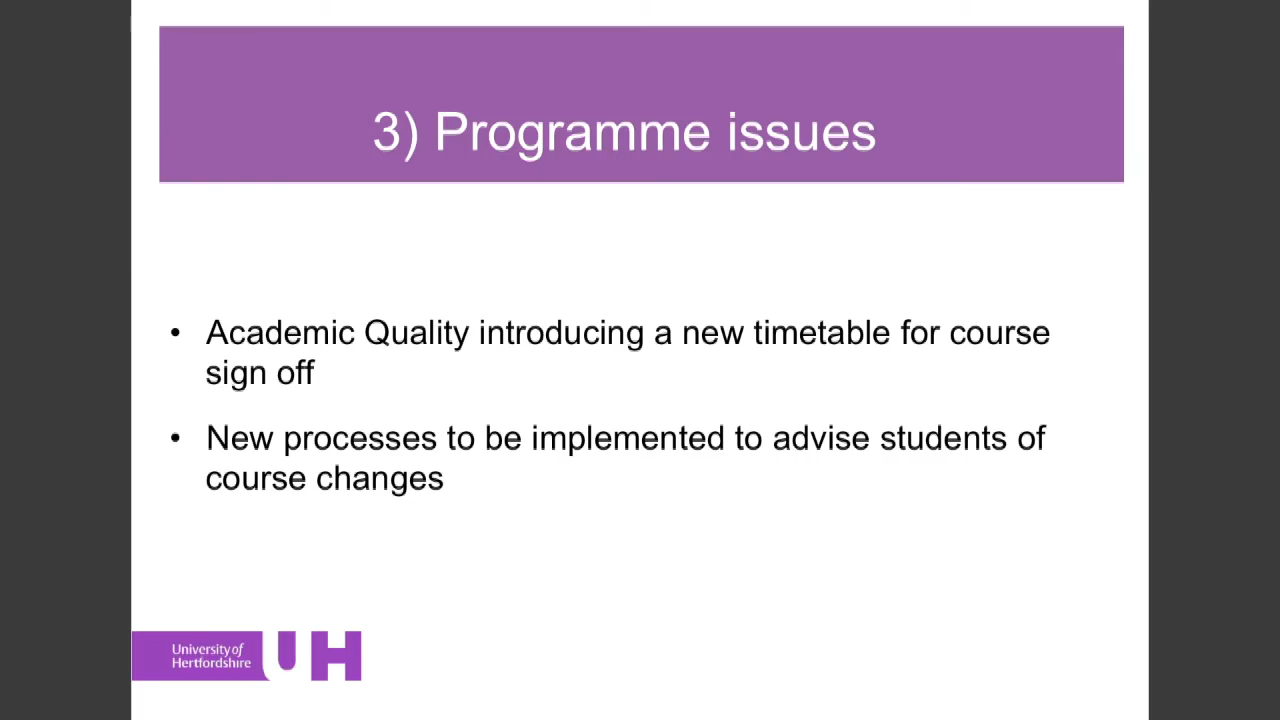 3) Programme issues
• Academic Quality introducing a new timetable for course
sign off
• New processes to be implemented to advise students of
course changes
University of
Hertfordshire
UH